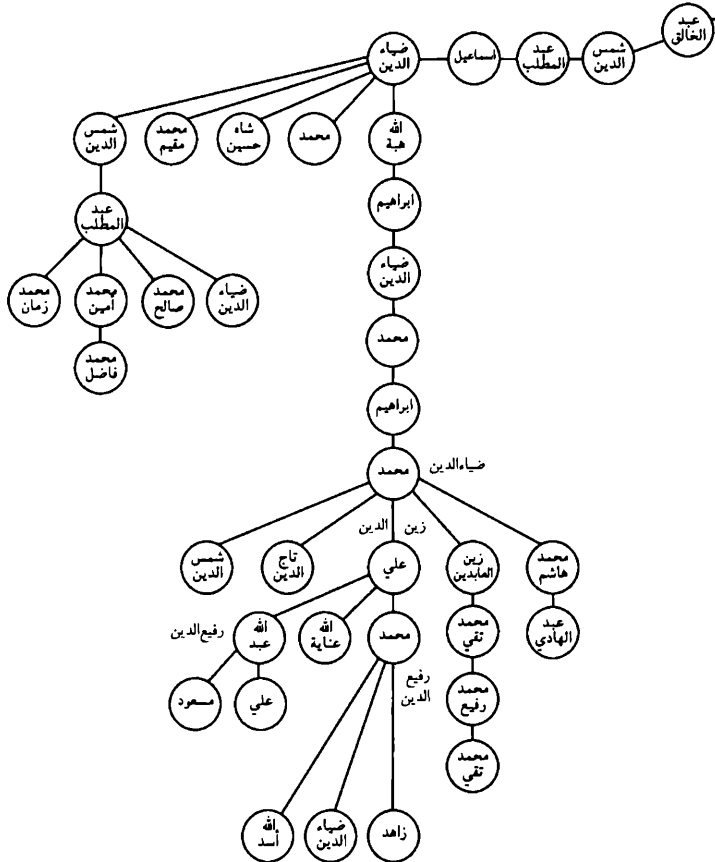 عبد
الخالق
شمس
الدين
عبد
المطلب
اسماعيل
ضياء
الدين
الله
هبة
محمد
شاه
حسين
محمد
مقيم
شمس
الدين
ابراهيم
عبد
المطلب
ضياء
الدين
ضياء
الدين
محمد
صالح
محمد
أمين
محمد
زمان
محمد
محمد
فاضل
ابراهيم
ضياءالدين
محمد
زين
الدين
محمد
هاشم
زين
العابدين
علي
تاج
الدين
شمس
الدين
عبد
الهادي
محمد
تقي
محمد
الله
عناية
الله
عبد
رفيع الدين
رفيع
الدين
محمد
رفيع
علي
مسعود
محمد
تقي
زاهد
ضياء
الدين
الله
أسد